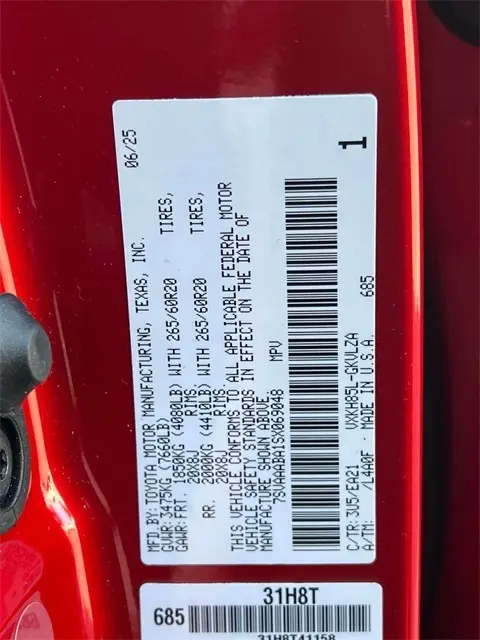 MFD.BY: TOYOTA MOTOR MANUFACTURING, TEXAS, INC. 06/25
GVWR: 3475KG (7660LB)
GAWR: FRT. 1850KG (4080LB) WITH 265/60R20 TIRES,
20X8J RIMS.
RR. 2000KG (4410LB) WITH 265/60R20 TIRES,
20X8J RIMS.
THIS VEHICLE CONFORMS TO ALL APPLICABLE FEDERAL MOTOR
VEHICLE SAFETY STANDARDS IN EFFECT ON THE DATE OF
MANUFACTURE SHOWN ABOVE.
7SVAAABA1SX069048 MPV
C/TR: 3U5/EA21 VXKH85L-GKVLZA 685
A/TM: /L4A0F MADE IN U.S.A. 1
685 31H8T
31H8T41158